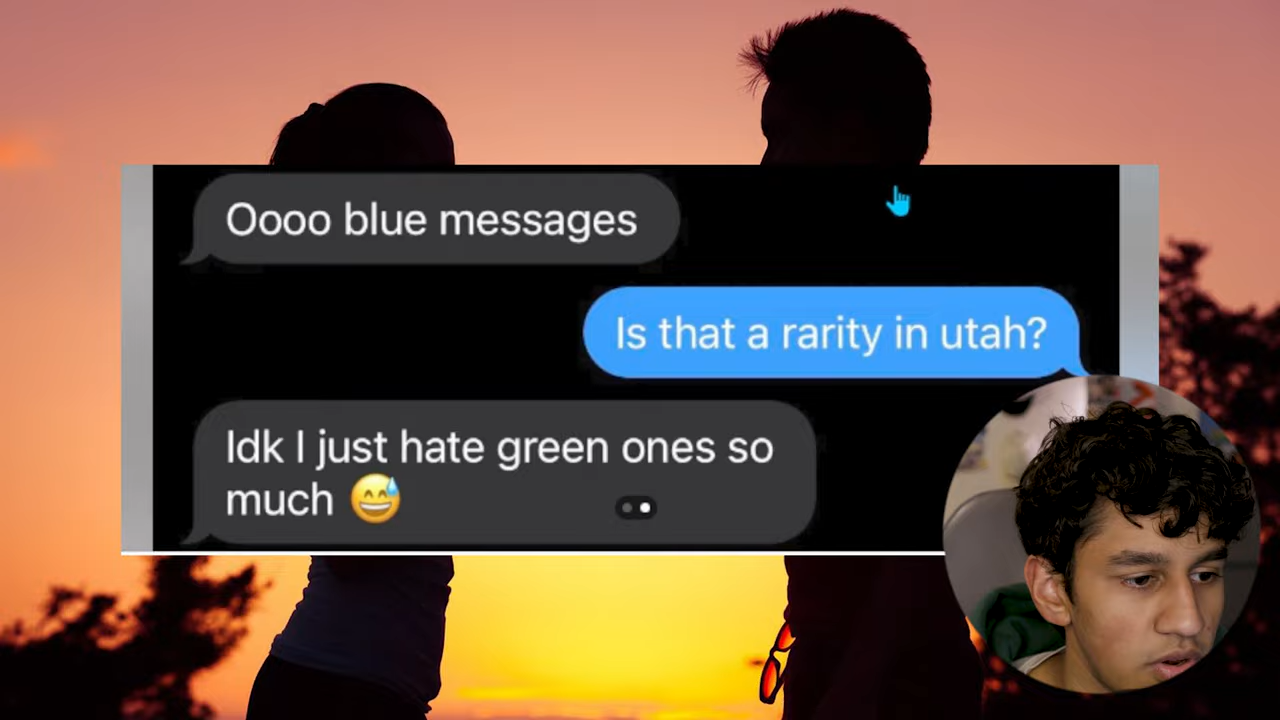 Oooo blue messages
Is that a rarity in utah?
Idk I just hate green ones so
much 😅